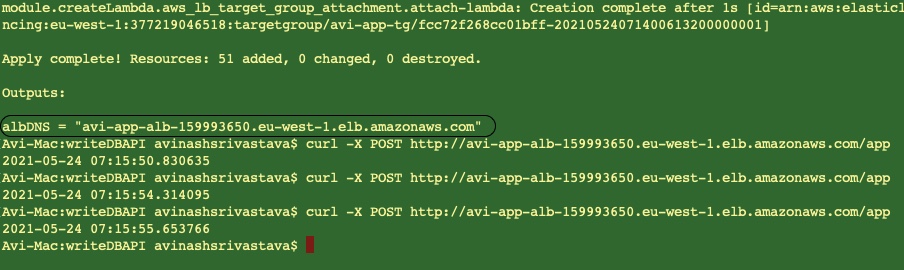 module.createLambda.aws_lb_target_group_attachment.attach-lambda: Creation complete after 1s [id=arn:aws:elasticl
ncing:eu-west-1:377219046518:targetgroup/avi-app-tg/fcc72f268cc01bff-20210524071400613200000001]
Apply complete! Resources: 51 added, 0 changed, 0 destroyed.
Outputs:
albDNS = "avi-app-alb-159993650.eu-west-1.elb.amazonaws.com"
Avi-Mac:writeDBAPI avinashsrivastava$ curl -X POST http://avi-app-alb-159993650.eu-west-1.elb.amazonaws.com/app
2021-05-24 07:15:50.830635
Avi-Mac:writeDBAPI avinashsrivastava$ curl -X POST http://avi-app-alb-159993650.eu-west-1.elb.amazonaws.com/app
2021-05-24 07:15:54.314095
Avi-Mac:writeDBAPI avinashsrivastava$ curl -X POST http://avi-app-alb-159993650.eu-west-1.elb.amazonaws.com/app
2021-05-24 07:15:55.653766
Avi-Mac:writeDBAPI avinashsrivastava$